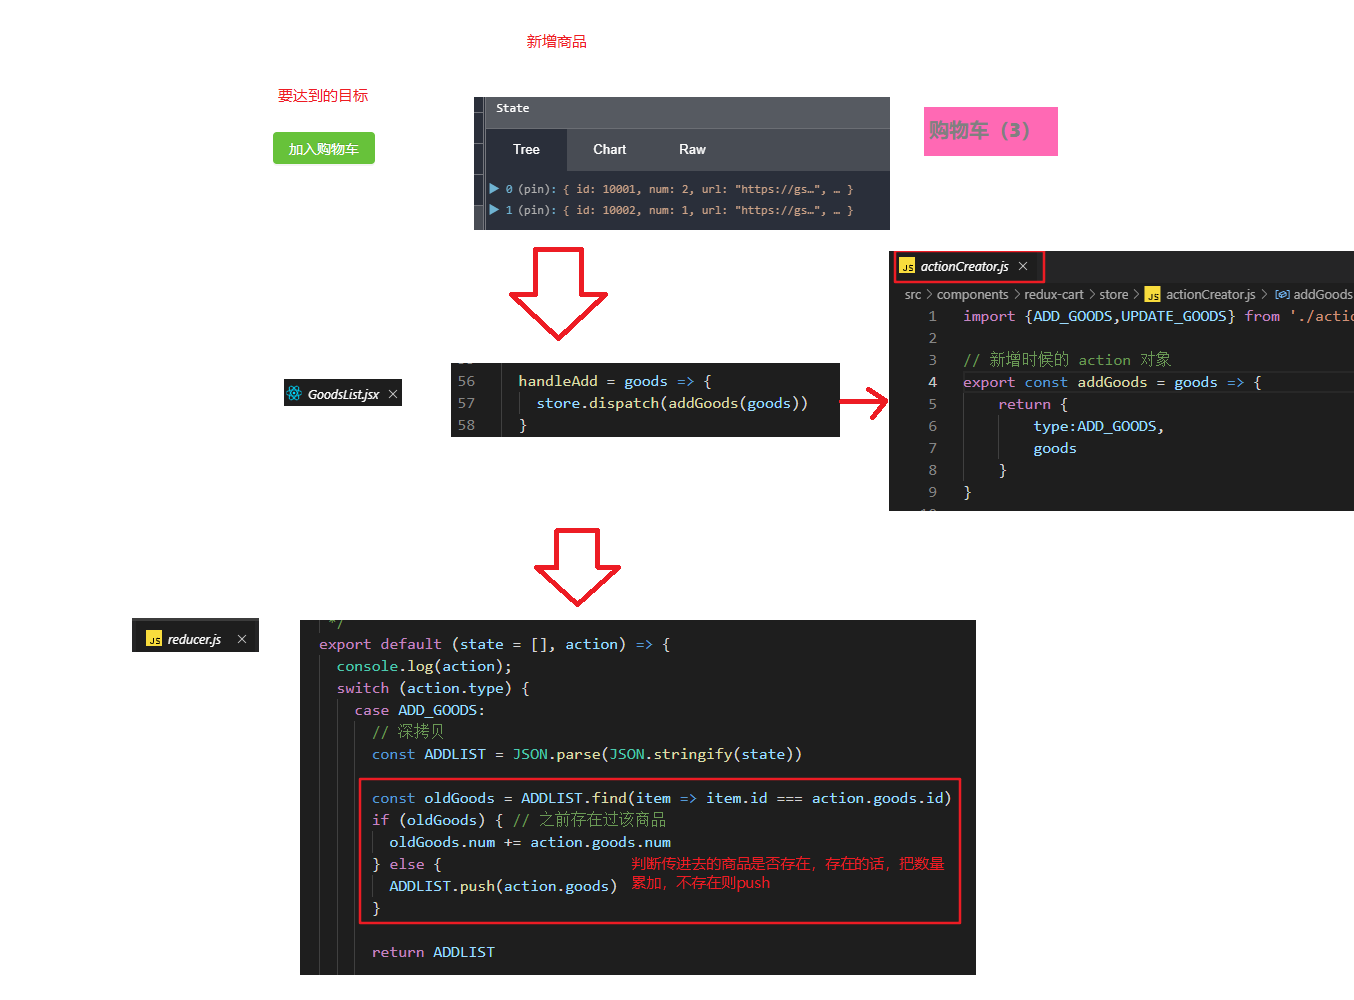 新增商品
要达到的目标
加入购物车
State
Tree Chart Raw
0 (pin): { id: 10001, num: 2, url: "https://gs…", … }
1 (pin): { id: 10002, num: 1, url: "https://gs…", … }
购物车（3）
GoodsList.jsx
56 handleAdd = goods => {
57 store.dispatch(addGoods(goods))
58 }
JS actionCreator.js
src > components > redux-cart > store > JS actionCreator.js > addGoods
1 import {ADD_GOODS,UPDATE_GOODS} from './actio
2
3 // 新增时候的 action 对象
4 export const addGoods = goods => {
5 return {
6 type:ADD_GOODS,
7 goods
8 }
9 }
JS reducer.js
*/
export default (state = [], action) => {
console.log(action);
switch (action.type) {
case ADD_GOODS:
// 深拷贝
const ADDLIST = JSON.parse(JSON.stringify(state))
const oldGoods = ADDLIST.find(item => item.id === action.goods.id)
if (oldGoods) { // 之前存在过该商品
oldGoods.num += action.goods.num
} else {
ADDLIST.push(action.goods)
}
判断传进去的商品是否存在，存在的话，把数量
累加，不存在则push
return ADDLIST